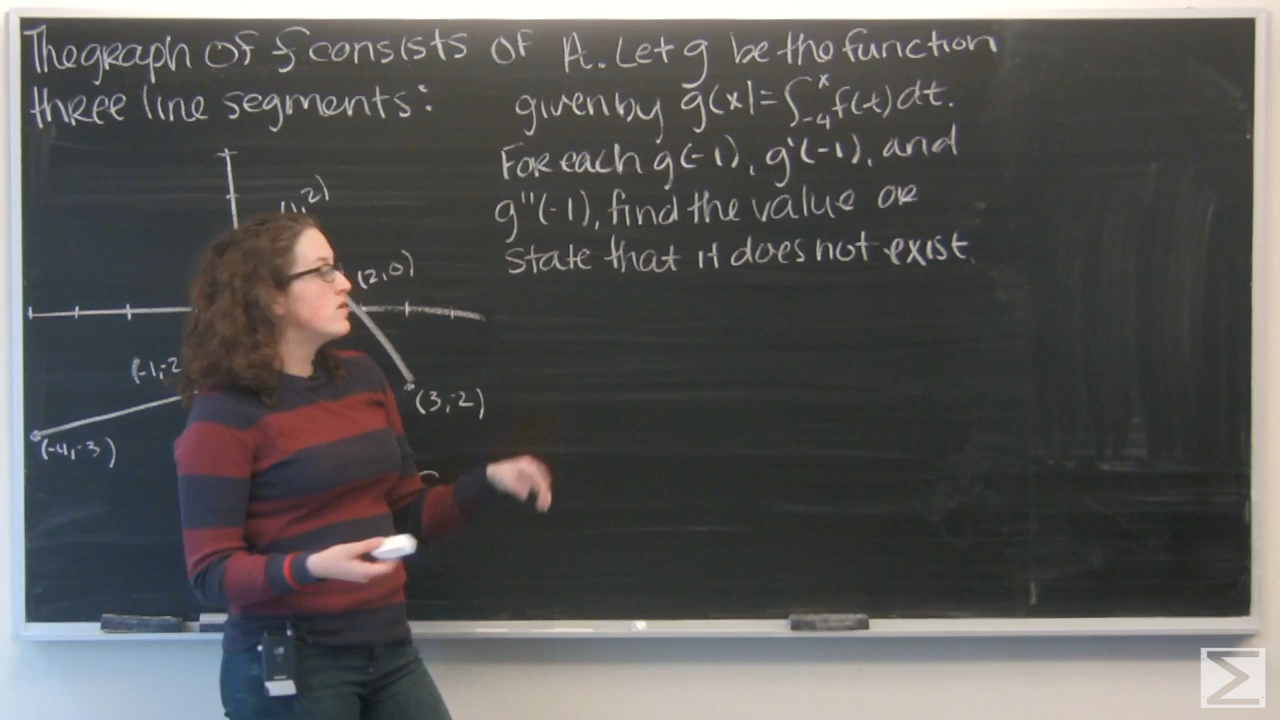 The graph of f consists of
three line segments:
(1,2)
(2,0)
(-1,-2
(3,-2)
(-4,-3)
A. Let g be the function
given by g(x)=∫₋₄ˣ f(t)dt.
For each g(-1), g'(-1), and
g"(-1), find the value or
state that it does not exist.
Σ